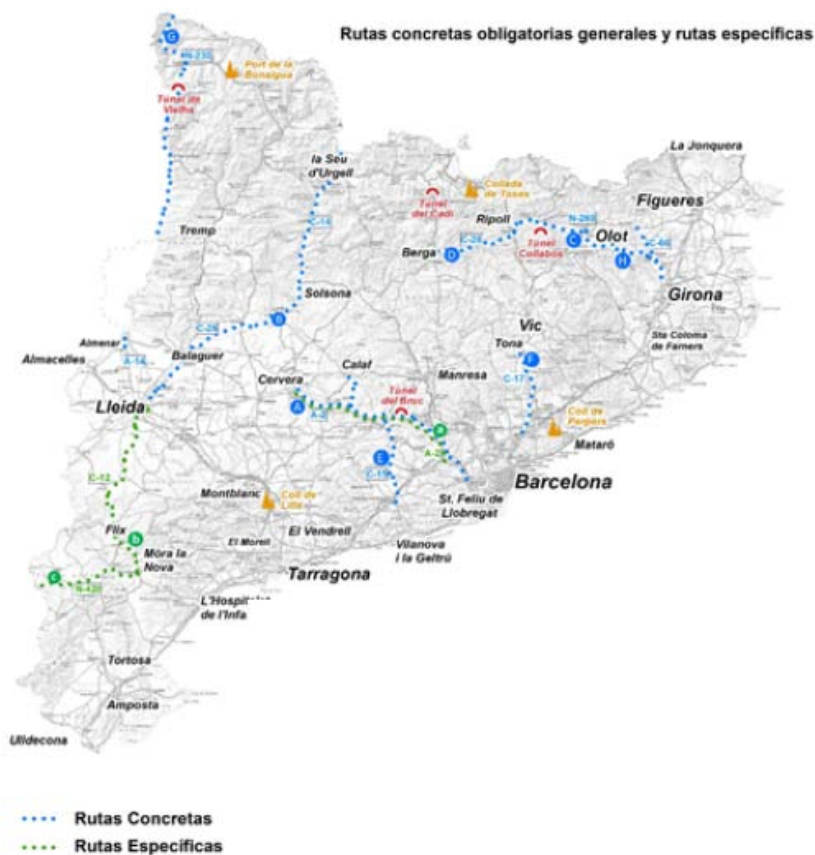 Rutas concretas obligatorias generales y rutas específicas
G
N-230
Port de la
Bonaigua
Túnel de
Vielha
La Jonquera
la Seu
d'Urgell
Collada
de Toses
Túnel
del Cadí
Figueres
Ripoll
N-260
C-14
Tremp
Olot
Túnel
Collabós
C
Berga
D
C-26
H
C-66
Solsona
Girona
B
C-26
Vic
Tona
Sta Coloma
de Farners
Almenar
Almacelles
A-14
Balaguer
Calaf
F
Cervera
Manresa
C-17
Túnel
del Bruc
Lleida
A
A-2
a
Coll de
Parpers
Mataró
A-2
E
C-15
Barcelona
C-12
Montblanc
Coll de
Lilla
St. Feliu de
Llobregat
Flix
b
El Vendrell
El Morell
Vilanova
i la Geltrú
Móra la
Nova
c
N-420
Tarragona
L'Hospit
de l'Infa
Tortosa
Amposta
Ulldecona
Rutas Concretas
Rutas Específicas